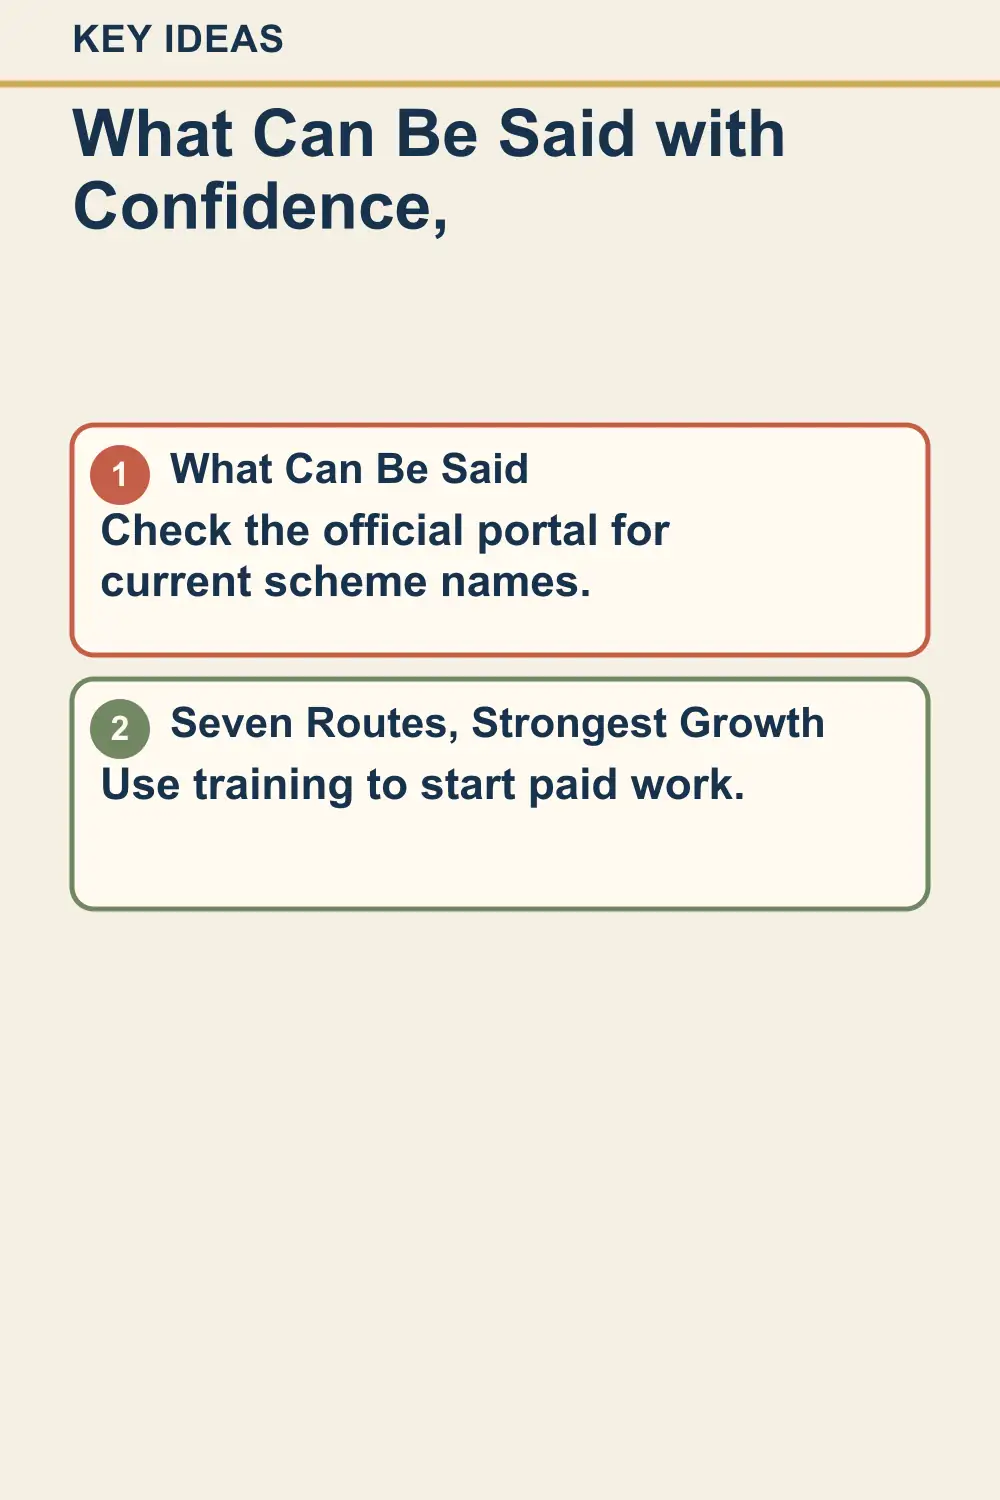 KEY IDEAS
What Can Be Said with
Confidence,
1 What Can Be Said
Check the official portal for
current scheme names.
2 Seven Routes, Strongest Growth
Use training to start paid work.